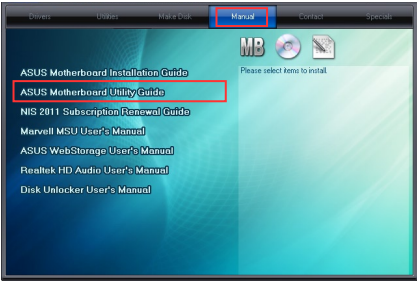 Drivers Utilities Make Disk Manual Contact Specials
MB
Please select items to install.
ASUS Motherboard Installation Guide
ASUS Motherboard Utility Guide
NIS 2011 Subscription Renewal Guide
Marvell MSU User's Manual
ASUS WebStorage User's Manual
Realtek HD Audio User's Manual
Disk Unlocker User's Manual